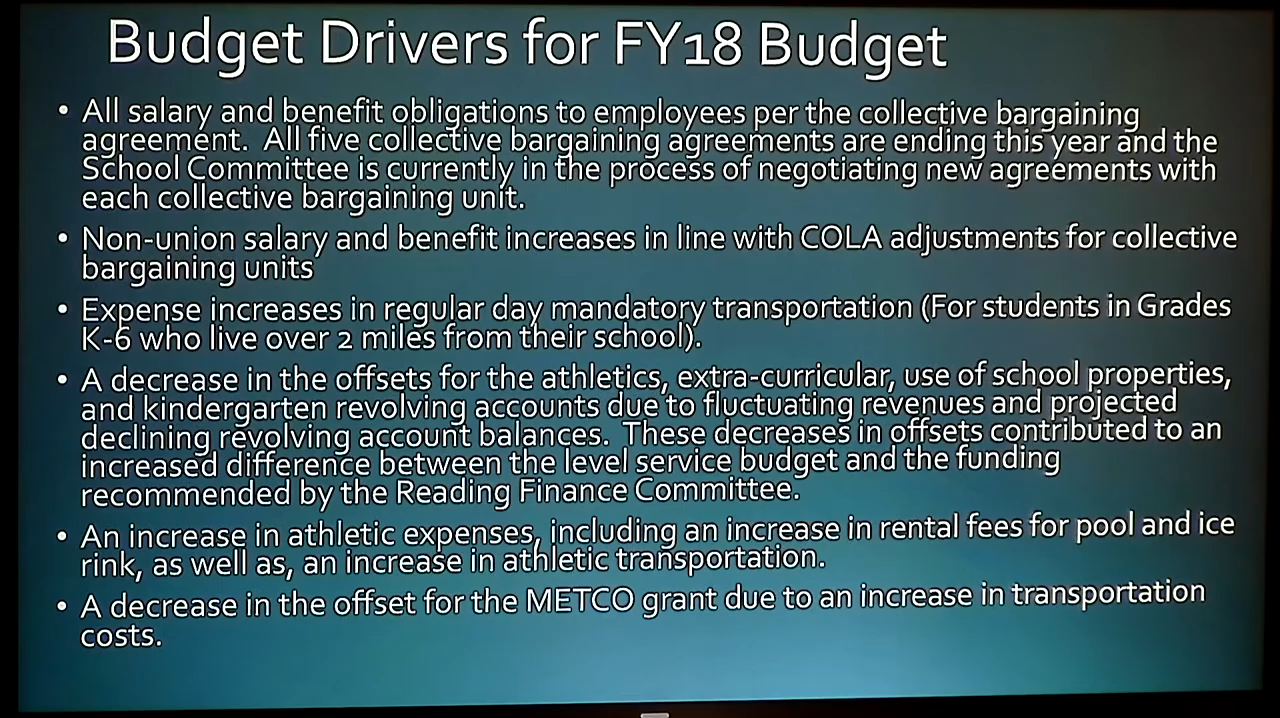 Budget Drivers for FY18 Budget
• All salary and benefit obligations to employees per the collective bargaining
agreement.  All five collective bargaining agreements are ending this year and the
School Committee is currently in the process of negotiating new agreements with
each collective bargaining unit.
• Non-union salary and benefit increases in line with COLA adjustments for collective
bargaining units
• Expense increases in regular day mandatory transportation (For students in Grades
K-6 who live over 2 miles from their school).
• A decrease in the offsets for the athletics, extra-curricular, use of school properties,
and kindergarten revolving accounts due to fluctuating revenues and projected
declining revolving account balances.  These decreases in offsets contributed to an
increased difference between the level service budget and the funding
recommended by the Reading Finance Committee.
• An increase in athletic expenses, including an increase in rental fees for pool and ice
rink, as well as, an increase in athletic transportation.
• A decrease in the offset for the METCO grant due to an increase in transportation
costs.